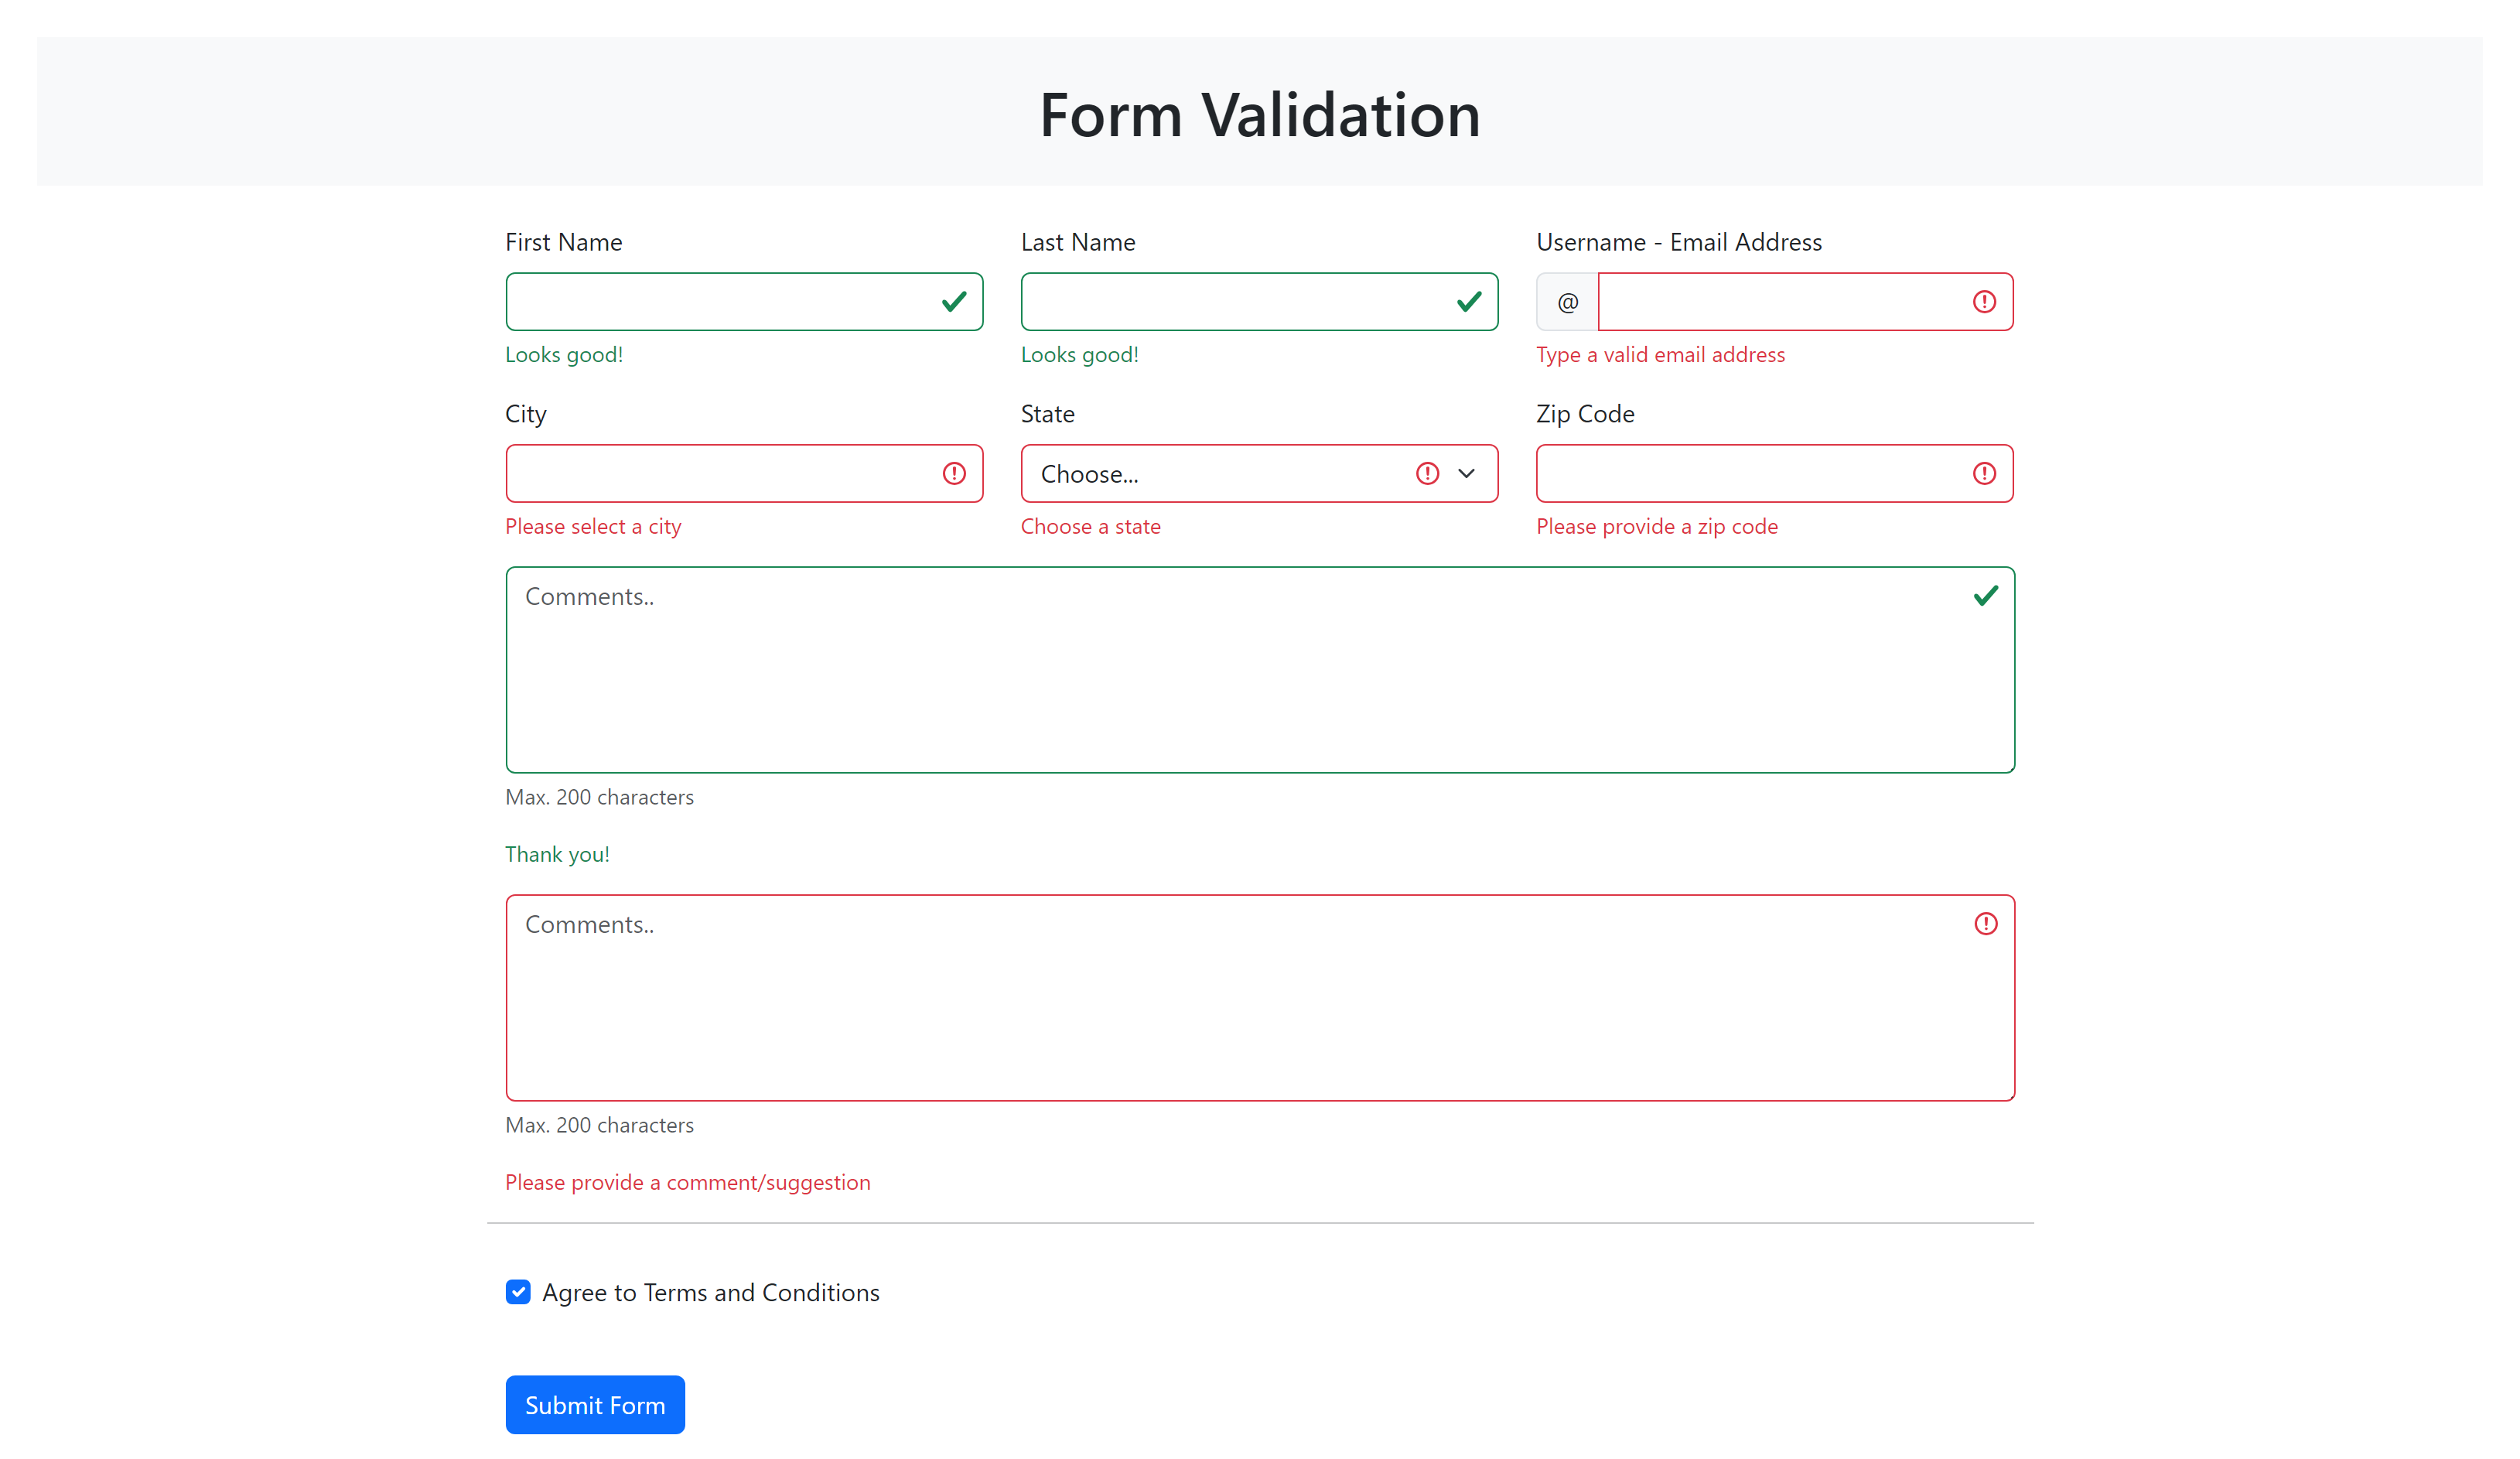 Form Validation
First Name
Last Name
Username - Email Address
@
Looks good!
Looks good!
Type a valid email address
City
State
Zip Code
Choose...
Please select a city
Choose a state
Please provide a zip code
Comments..
Max. 200 characters
Thank you!
Comments..
Max. 200 characters
Please provide a comment/suggestion
Agree to Terms and Conditions
Submit Form